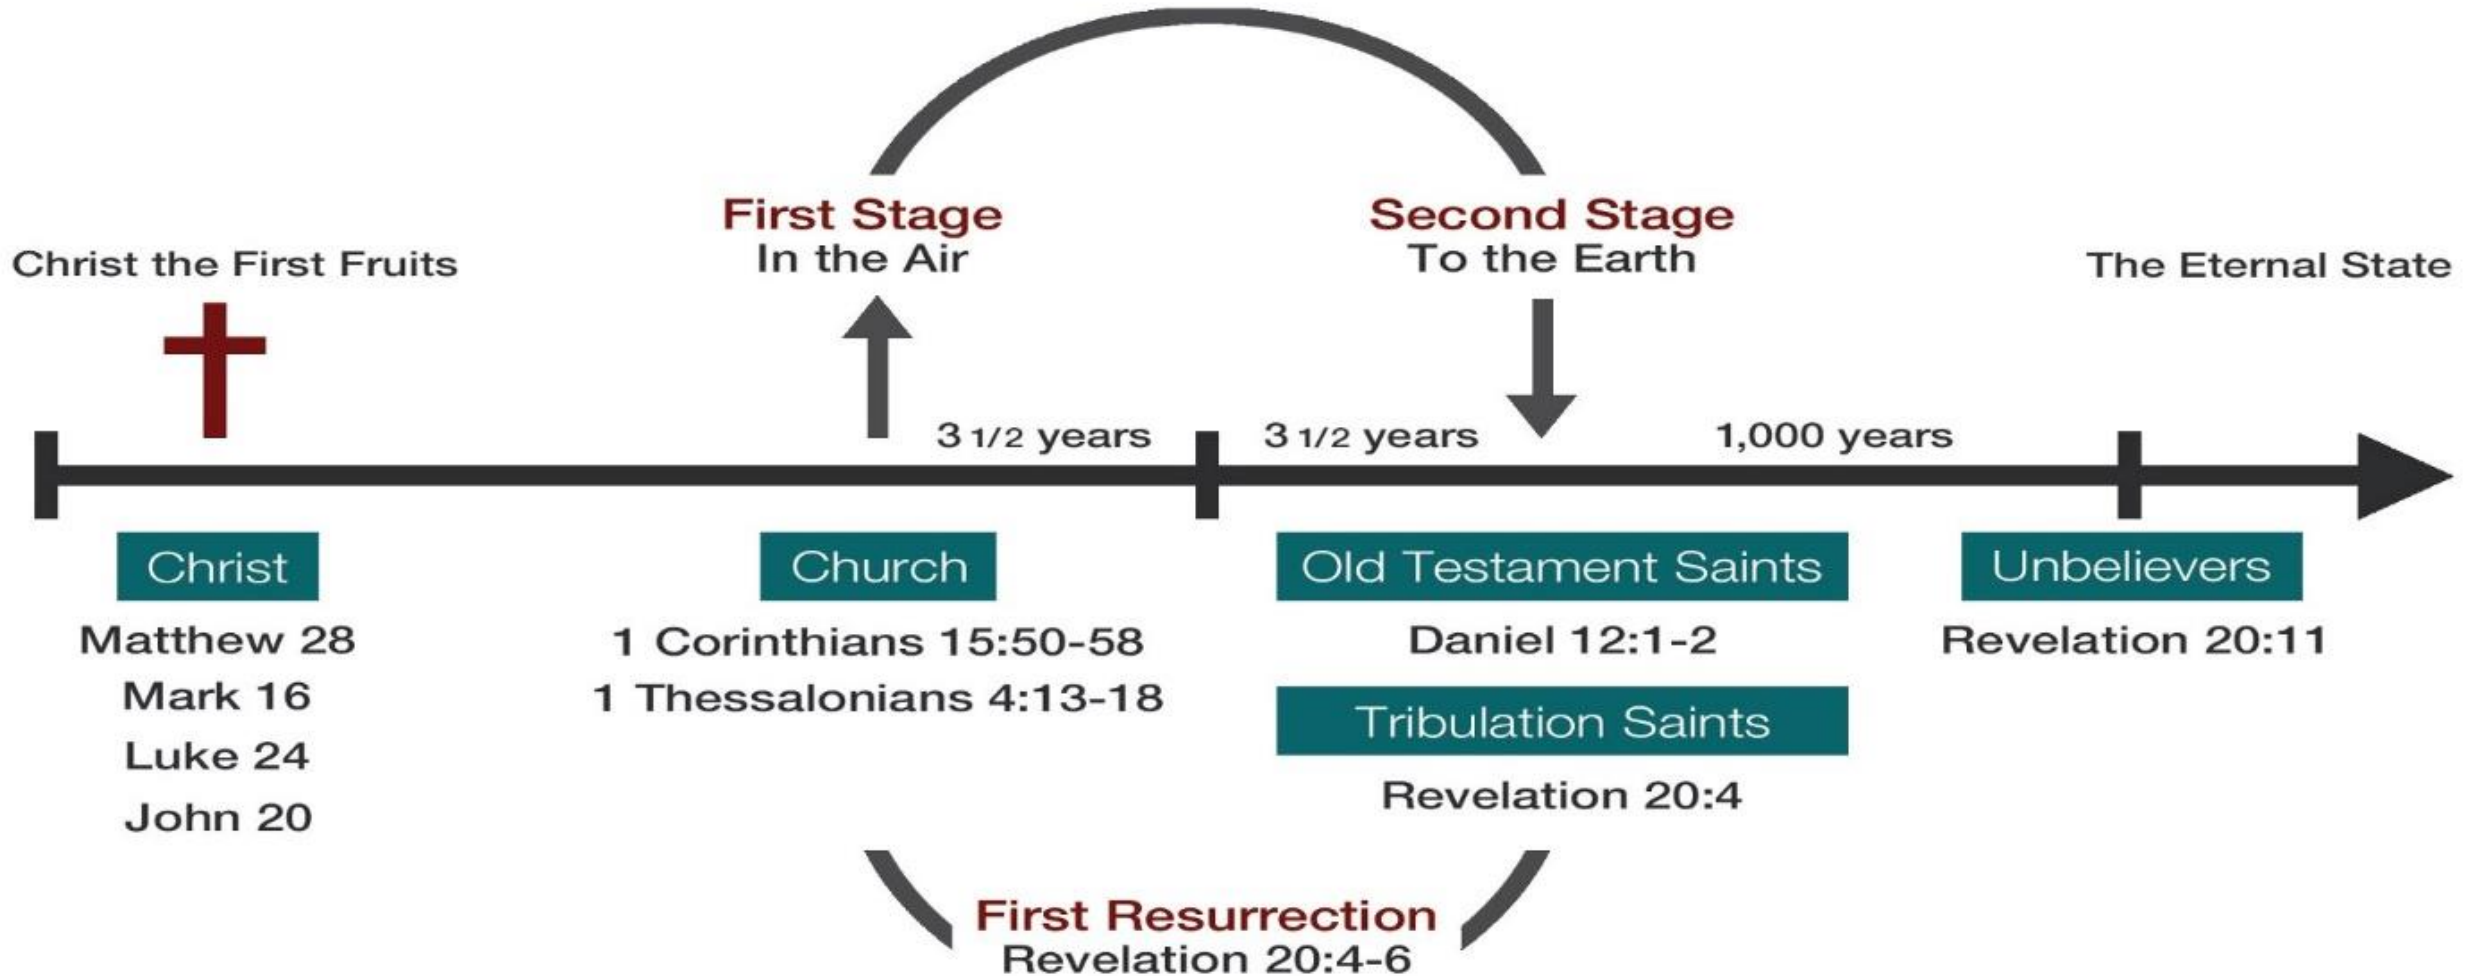 First Stage
In the Air
Second Stage
To the Earth
Christ the First Fruits
The Eternal State
3 1/2 years
3 1/2 years
1,000 years
Christ
Matthew 28
Mark 16
Luke 24
John 20
Church
1 Corinthians 15:50-58
1 Thessalonians 4:13-18
Old Testament Saints
Daniel 12:1-2
Tribulation Saints
Revelation 20:4
Unbelievers
Revelation 20:11
First Resurrection
Revelation 20:4-6